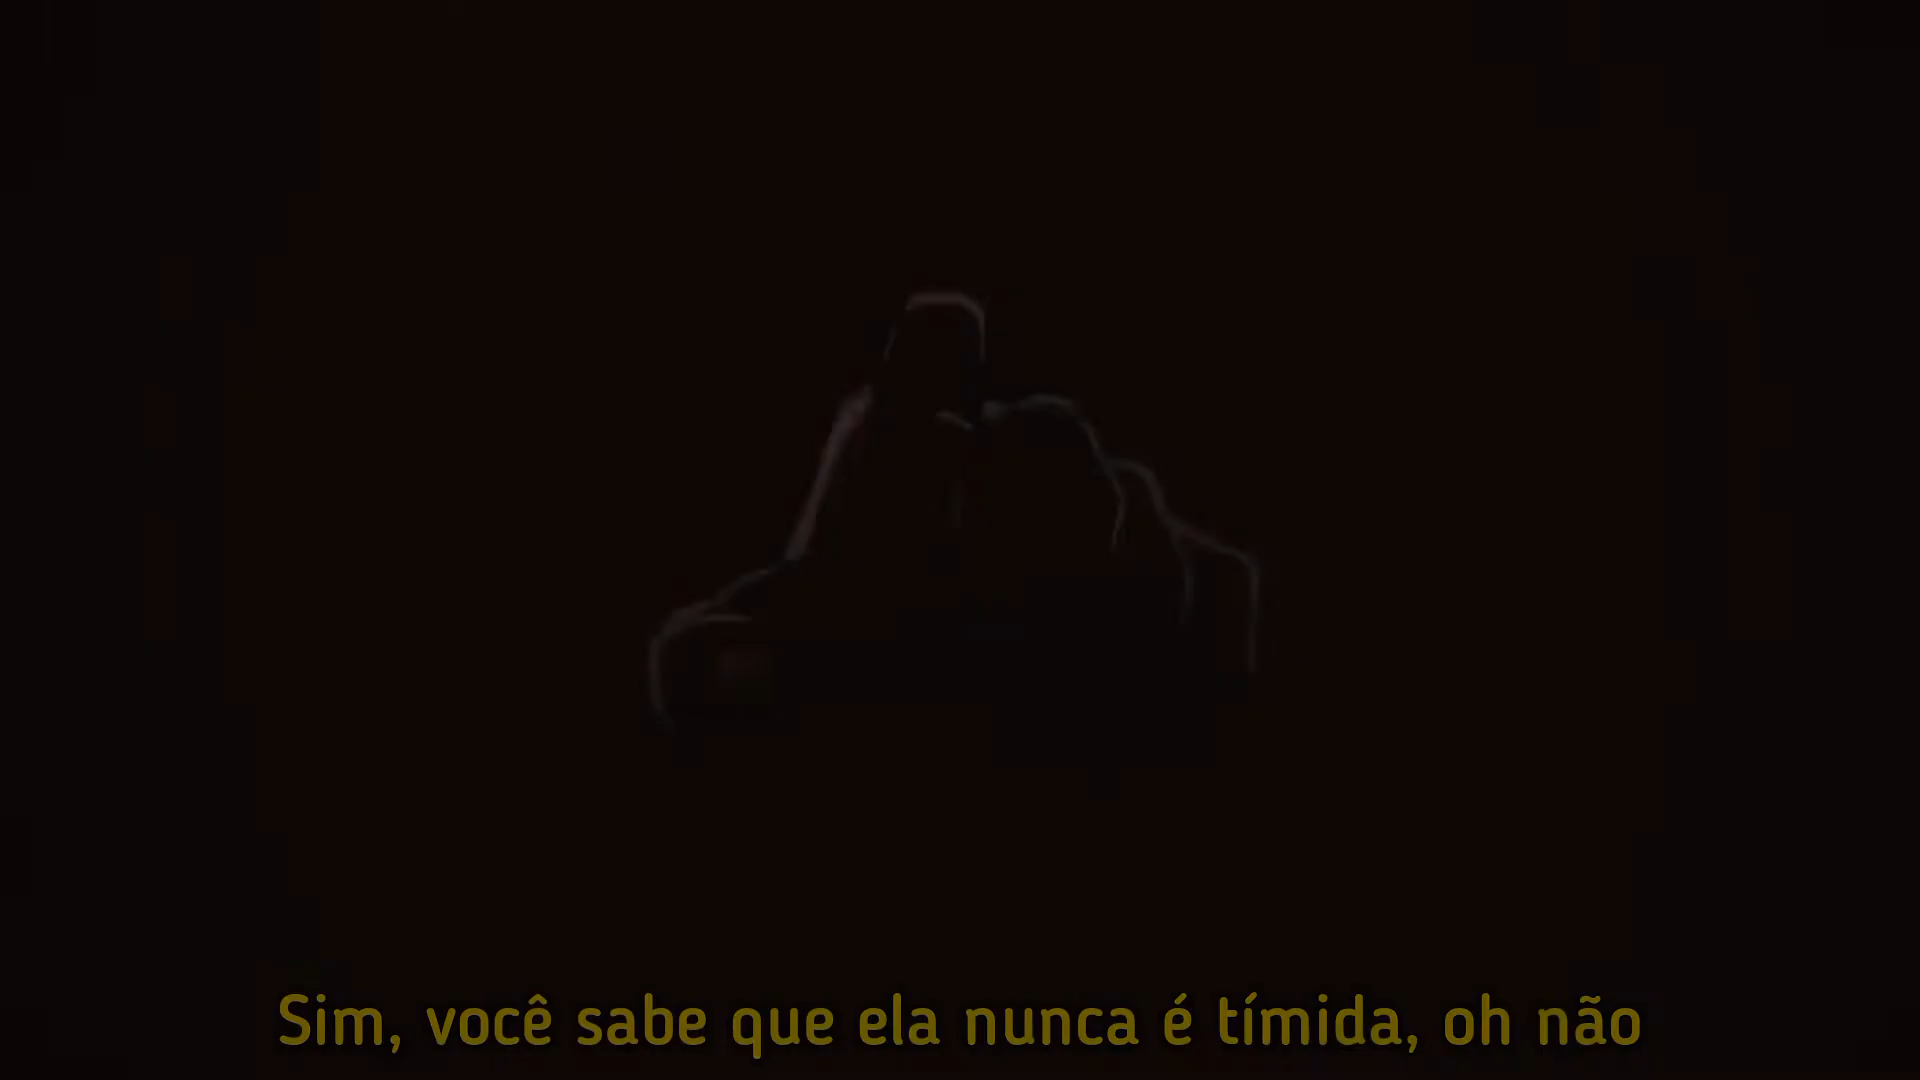 Sim, você sabe que ela nunca é tímida, oh não